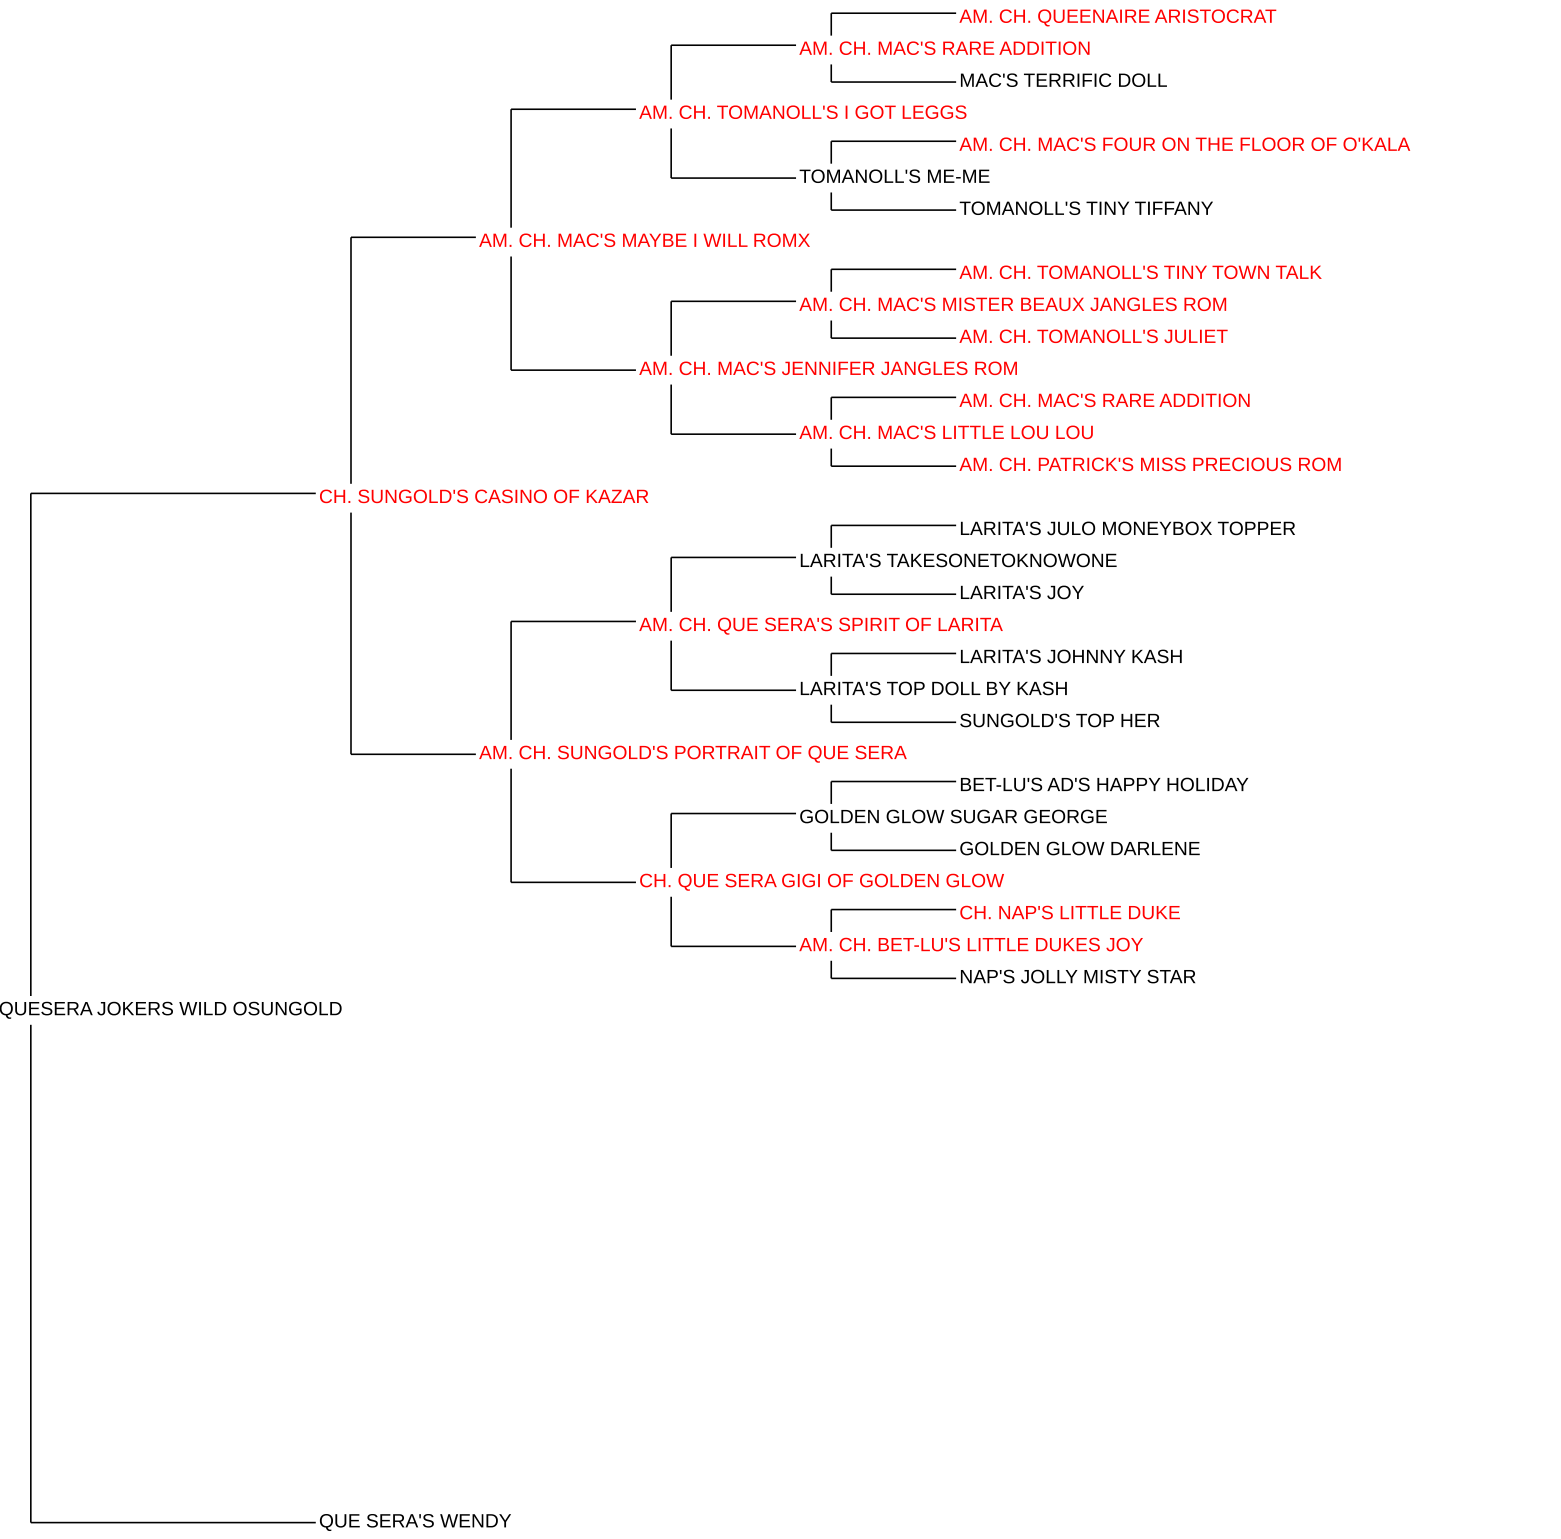 AM. CH. QUEENAIRE ARISTOCRAT
AM. CH. MAC'S RARE ADDITION
MAC'S TERRIFIC DOLL
AM. CH. TOMANOLL'S I GOT LEGGS
AM. CH. MAC'S FOUR ON THE FLOOR OF O'KALA
TOMANOLL'S ME-ME
TOMANOLL'S TINY TIFFANY
AM. CH. MAC'S MAYBE I WILL ROMX
AM. CH. TOMANOLL'S TINY TOWN TALK
AM. CH. MAC'S MISTER BEAUX JANGLES ROM
AM. CH. TOMANOLL'S JULIET
AM. CH. MAC'S JENNIFER JANGLES ROM
AM. CH. MAC'S RARE ADDITION
AM. CH. MAC'S LITTLE LOU LOU
AM. CH. PATRICK'S MISS PRECIOUS ROM
CH. SUNGOLD'S CASINO OF KAZAR
LARITA'S JULO MONEYBOX TOPPER
LARITA'S TAKESONETOKNOWONE
LARITA'S JOY
AM. CH. QUE SERA'S SPIRIT OF LARITA
LARITA'S JOHNNY KASH
LARITA'S TOP DOLL BY KASH
SUNGOLD'S TOP HER
AM. CH. SUNGOLD'S PORTRAIT OF QUE SERA
BET-LU'S AD'S HAPPY HOLIDAY
GOLDEN GLOW SUGAR GEORGE
GOLDEN GLOW DARLENE
CH. QUE SERA GIGI OF GOLDEN GLOW
CH. NAP'S LITTLE DUKE
AM. CH. BET-LU'S LITTLE DUKES JOY
NAP'S JOLLY MISTY STAR
QUESERA JOKERS WILD OSUNGOLD
QUE SERA'S WENDY